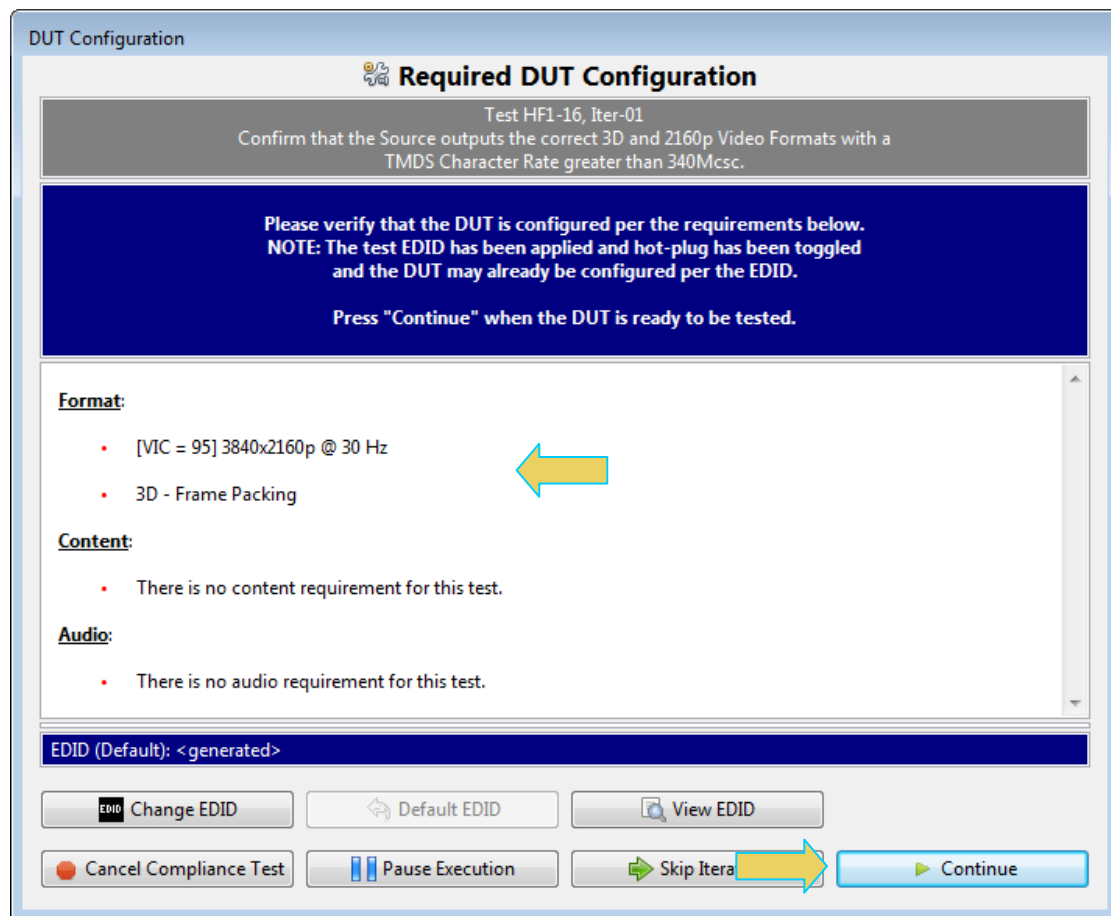 DUT Configuration
Required DUT Configuration
Test HF1-16, Iter-01
Confirm that the Source outputs the correct 3D and 2160p Video Formats with a
TMDS Character Rate greater than 340Mcsc.
Please verify that the DUT is configured per the requirements below.
NOTE: The test EDID has been applied and hot-plug has been toggled
and the DUT may already be configured per the EDID.
Press "Continue" when the DUT is ready to be tested.
Format:
• [VIC = 95] 3840x2160p @ 30 Hz
• 3D - Frame Packing
Content:
• There is no content requirement for this test.
Audio:
• There is no audio requirement for this test.
EDID (Default): <generated>
EDID Change EDID
Default EDID
View EDID
Cancel Compliance Test
Pause Execution
Skip
Continue